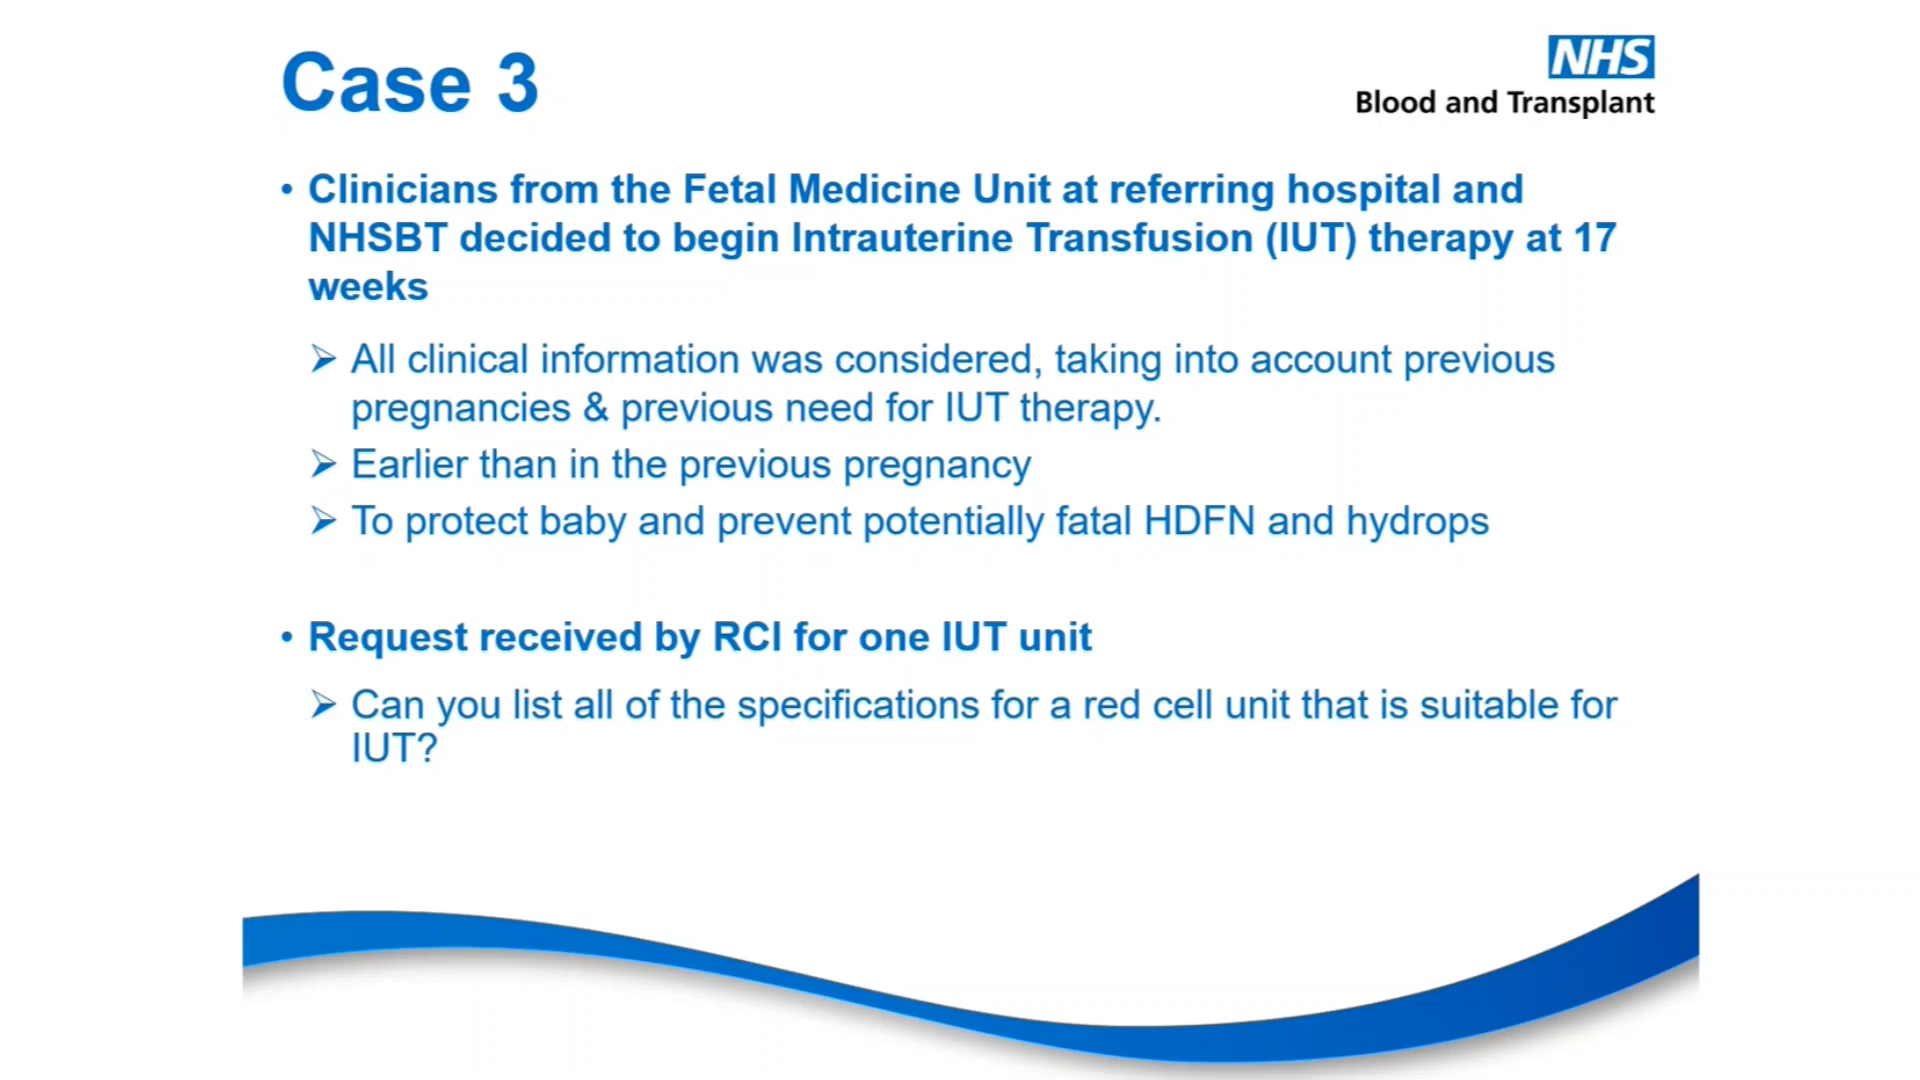 Case 3
NHS
Blood and Transplant
• Clinicians from the Fetal Medicine Unit at referring hospital and
NHSBT decided to begin Intrauterine Transfusion (IUT) therapy at 17
weeks
➢ All clinical information was considered, taking into account previous
pregnancies & previous need for IUT therapy.
➢ Earlier than in the previous pregnancy
➢ To protect baby and prevent potentially fatal HDFN and hydrops
• Request received by RCI for one IUT unit
➢ Can you list all of the specifications for a red cell unit that is suitable for
IUT?